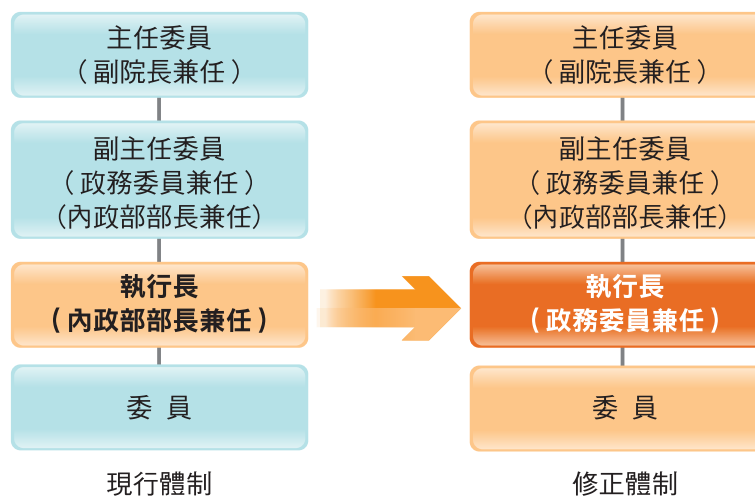 主任委員
（副院長兼任）
副主任委員
（政務委員兼任）
(內政部部長兼任)
執行長
（內政部部長兼任）
委 員
現行體制
主任委員
（副院長兼任）
副主任委員
（政務委員兼任）
(內政部部長兼任)
執行長
（政務委員兼任）
委 員
修正體制